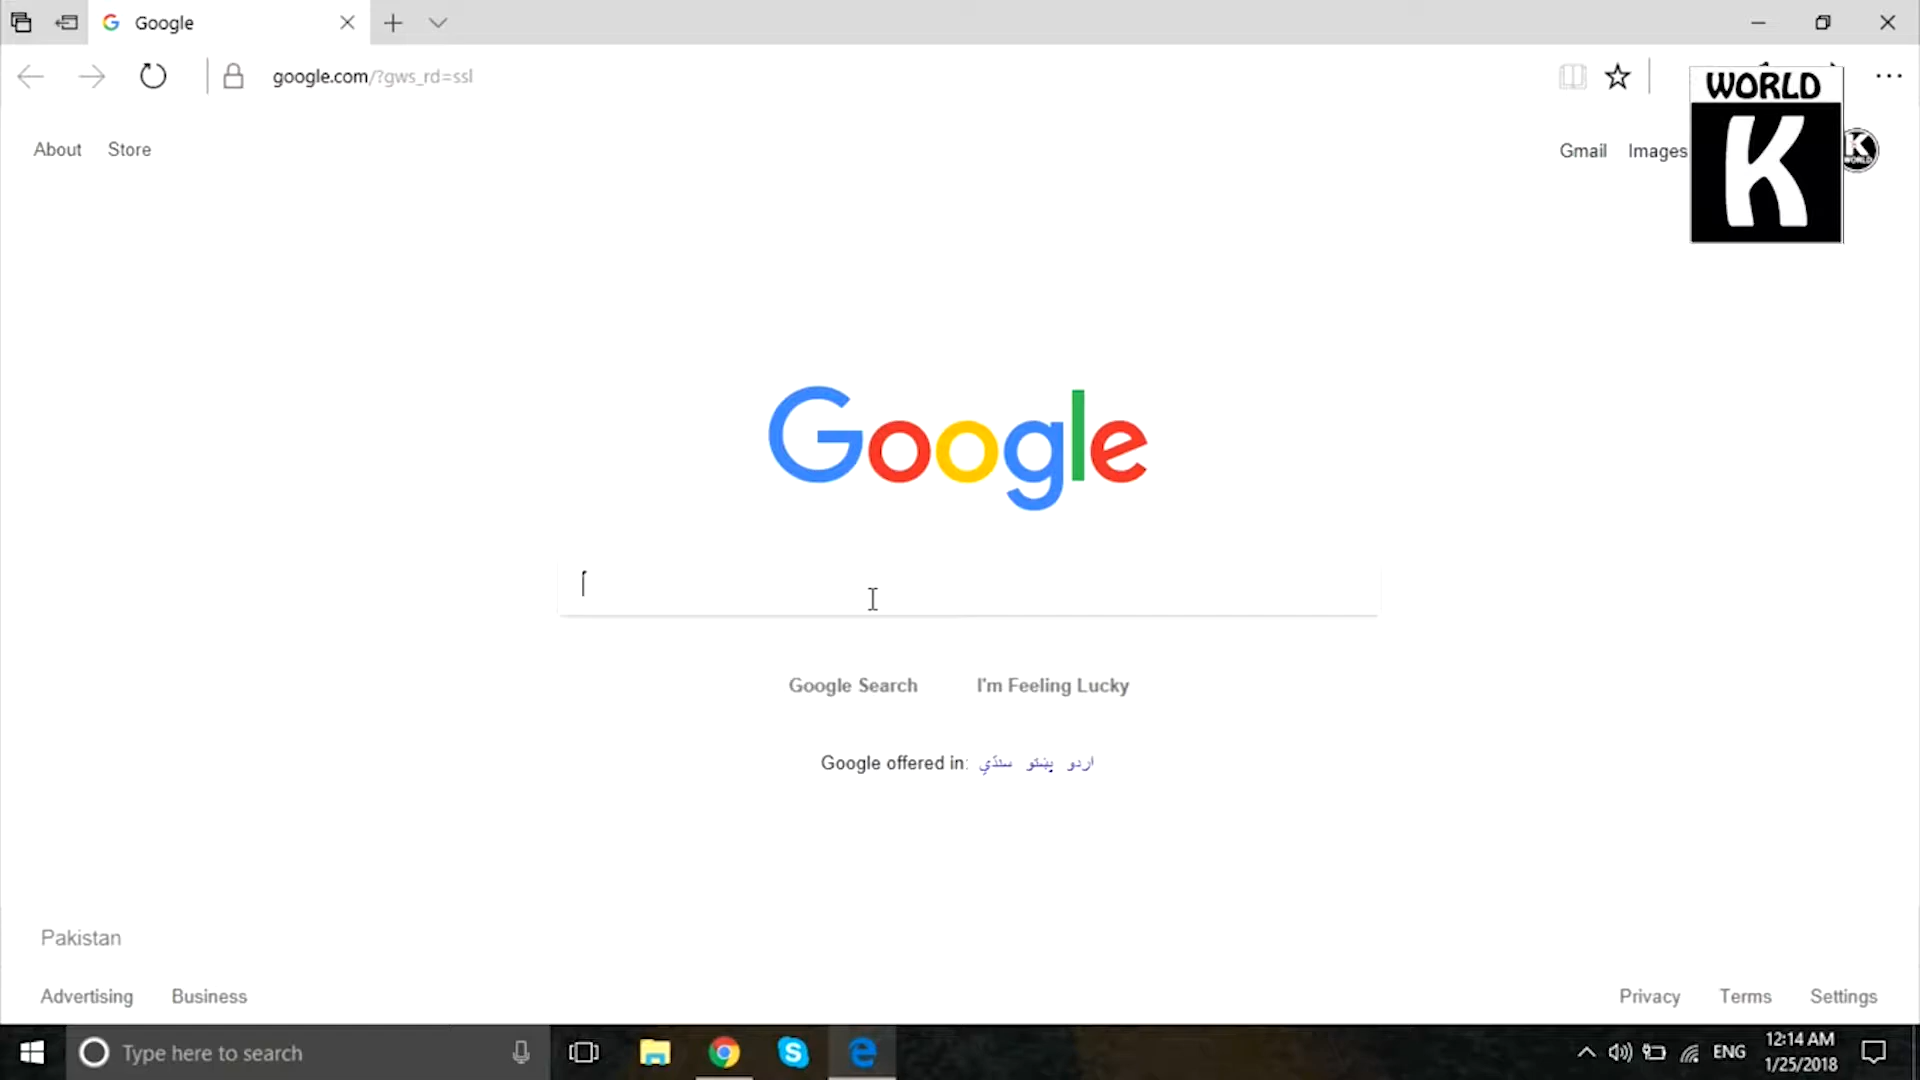 Google
google.com/?gws_rd=ssl
WORLD
K
About Store
Gmail Images
K
WORLD
Google
Google Search I'm Feeling Lucky
Google offered in: اردو پښتو سنڌي
Pakistan
Advertising Business
Privacy Terms Settings
Type here to search
ENG
12:14 AM
1/25/2018